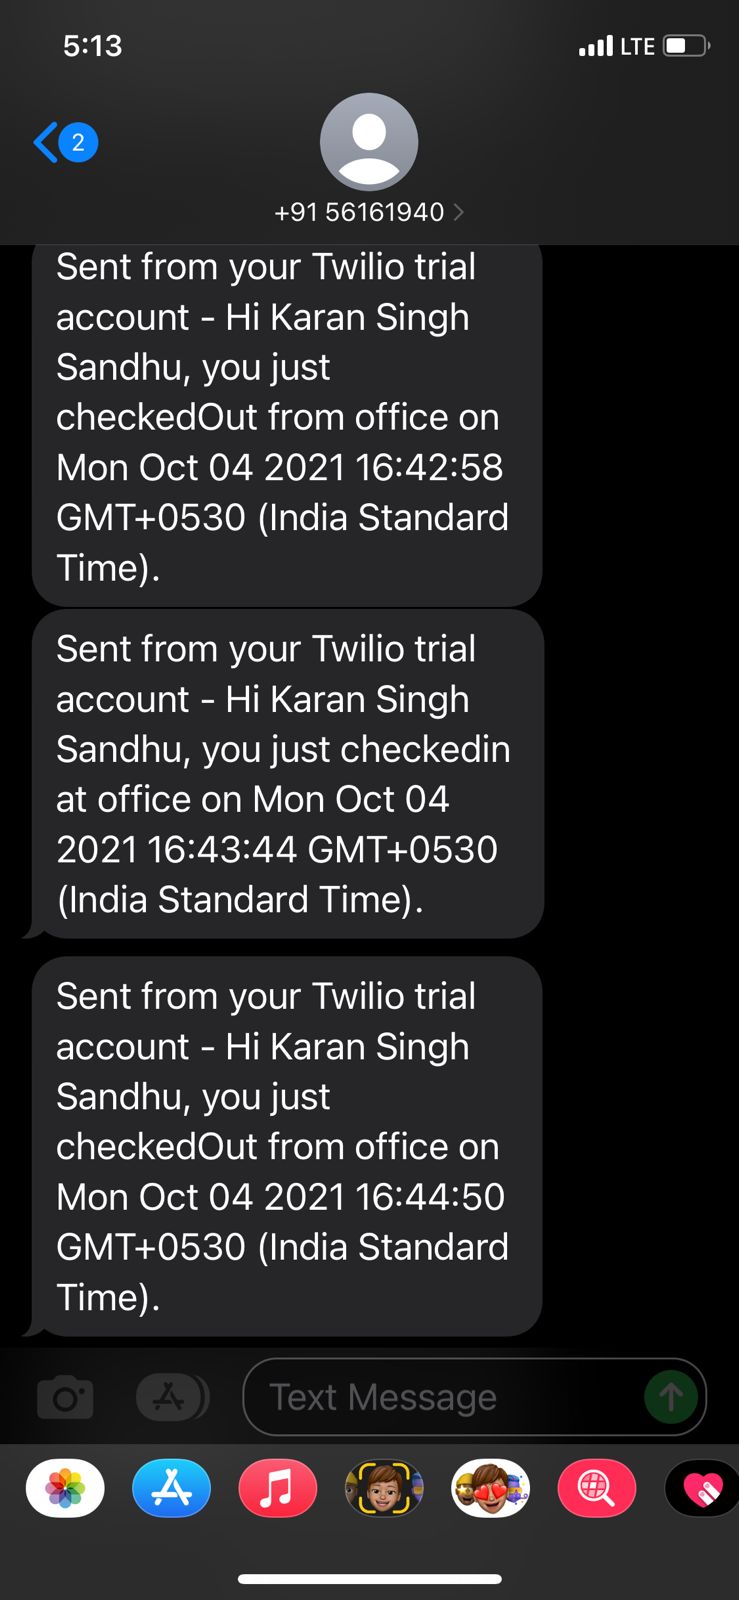 5:13
LTE
2
+91 56161940
Sent from your Twilio trial
account - Hi Karan Singh
Sandhu, you just
checkedOut from office on
Mon Oct 04 2021 16:42:58
GMT+0530 (India Standard
Time).
Sent from your Twilio trial
account - Hi Karan Singh
Sandhu, you just checkedin
at office on Mon Oct 04
2021 16:43:44 GMT+0530
(India Standard Time).
Sent from your Twilio trial
account - Hi Karan Singh
Sandhu, you just
checkedOut from office on
Mon Oct 04 2021 16:44:50
GMT+0530 (India Standard
Time).
Text Message